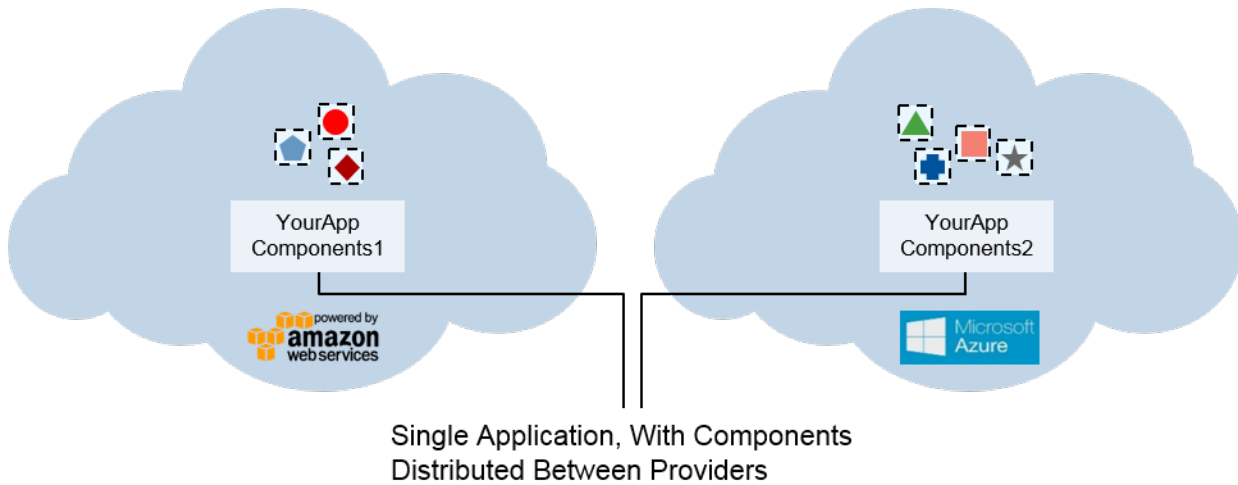 YourApp
Components1
YourApp
Components2
powered by
amazon
webservices
Microsoft
Azure
Single Application, With Components
Distributed Between Providers